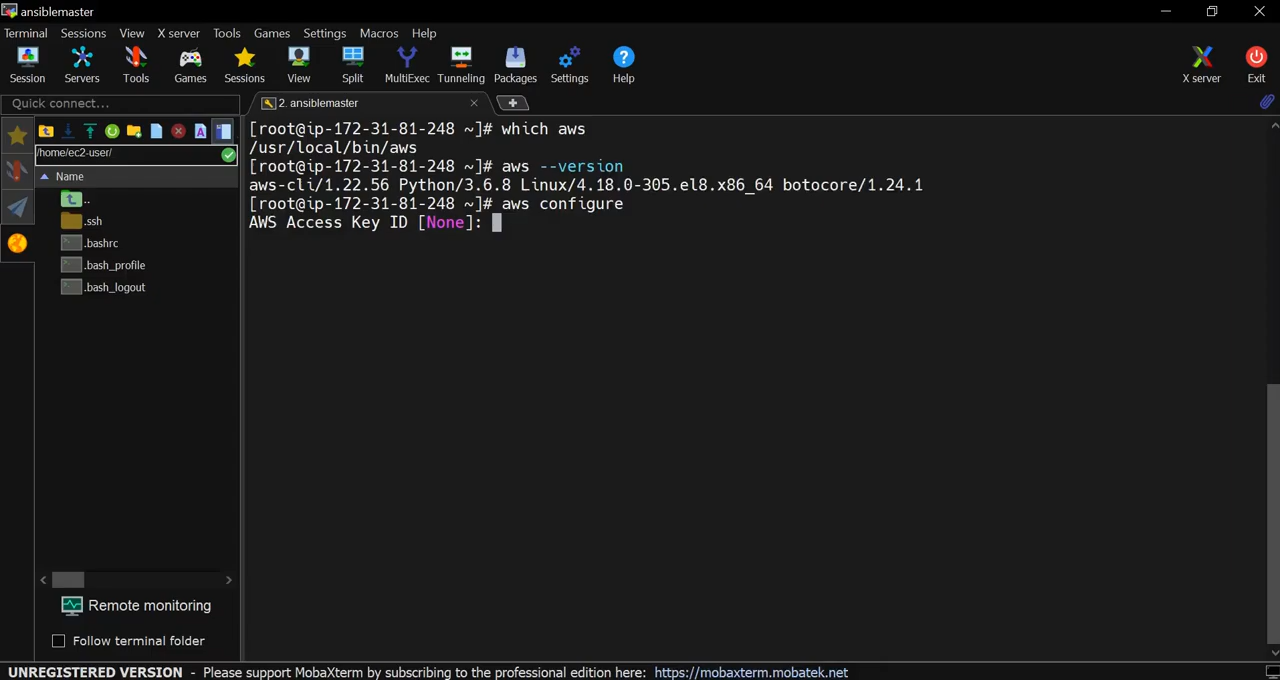 ansiblemaster
Terminal Sessions View X server Tools Games Settings Macros Help
Session Servers Tools Games Sessions View Split MultiExec Tunneling Packages Settings Help X server Exit
Quick connect...
2. ansiblemaster
/home/ec2-user/
Name
..
.ssh
.bashrc
.bash_profile
.bash_logout
Remote monitoring
Follow terminal folder
[root@ip-172-31-81-248 ~]# which aws
/usr/local/bin/aws
[root@ip-172-31-81-248 ~]# aws --version
aws-cli/1.22.56 Python/3.6.8 Linux/4.18.0-305.el8.x86_64 botocore/1.24.1
[root@ip-172-31-81-248 ~]# aws configure
AWS Access Key ID [None]:
UNREGISTERED VERSION - Please support MobaXterm by subscribing to the professional edition here: https://mobaxterm.mobatek.net